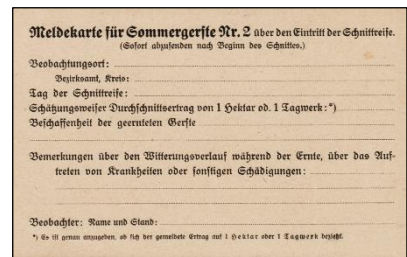 Meldekarte für Sommergerste Nr. 2 über den Eintritt der Schnittreife.
(Sofort abzusenden nach Beginn des Schnittes.)
Beobachtungsort:
Bezirksamt, Kreis:
Tag der Schnittreife:
Schätzungsweiser Durchschnittsertrag von 1 Hektar od. 1 Tagwerk:*)
Beschaffenheit der geernteten Gerste
Bemerkungen über den Witterungsverlauf während der Ernte, über das Auf-
treten von Krankheiten oder sonstigen Schädigungen:
Beobachter: Name und Stand:
*) Es ist genau anzugeben, ob sich der gemeldete Ertrag auf 1 Hektar oder 1 Tagwerk bezieht.